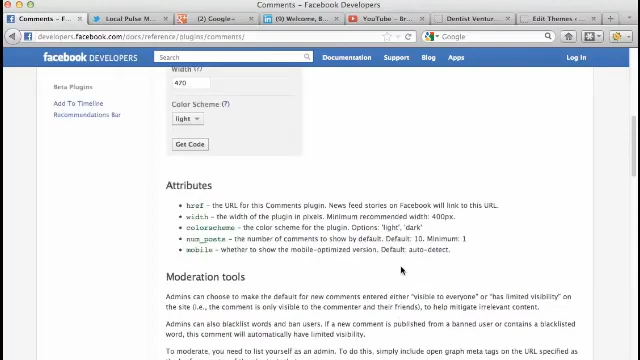 Comments – Facebook Developers
Comments – Facebook Dev...
Local Pulse M...
(2) Google+
(1) Welcome, B...
YouTube – Br...
Dentist Ventur...
Edit Themes ‹ ...
developers.facebook.com/docs/reference/plugins/comments/
Google
facebook DEVELOPERS
Search
Documentation
Support
Blog
Apps
Log In
Beta Plugins
Add To Timeline
Recommendations Bar
Width (?)
470
Color Scheme (?)
light
Get Code
Attributes
• href – the URL for this Comments plugin. News feed stories on Facebook will link to this URL.
• width – the width of the plugin in pixels. Minimum recommended width: 400px.
• colorscheme – the color scheme for the plugin. Options: 'light', 'dark'
• num_posts – the number of comments to show by default. Default: 10. Minimum: 1
• mobile – whether to show the mobile-optimized version. Default: auto-detect.
Moderation tools
Admins can choose to make the default for new comments entered either "visible to everyone" or "has limited visibility" on
the site (i.e., the comment is only visible to the commenter and their friends), to help mitigate irrelevant content.
Admins can also blacklist words and ban users. If a new comment is published from a banned user or contains a blacklisted
word, this comment will automatically have limited visibility.
To moderate, you need to list yourself as an admin. To do this, simply include open graph meta tags on the URL specified